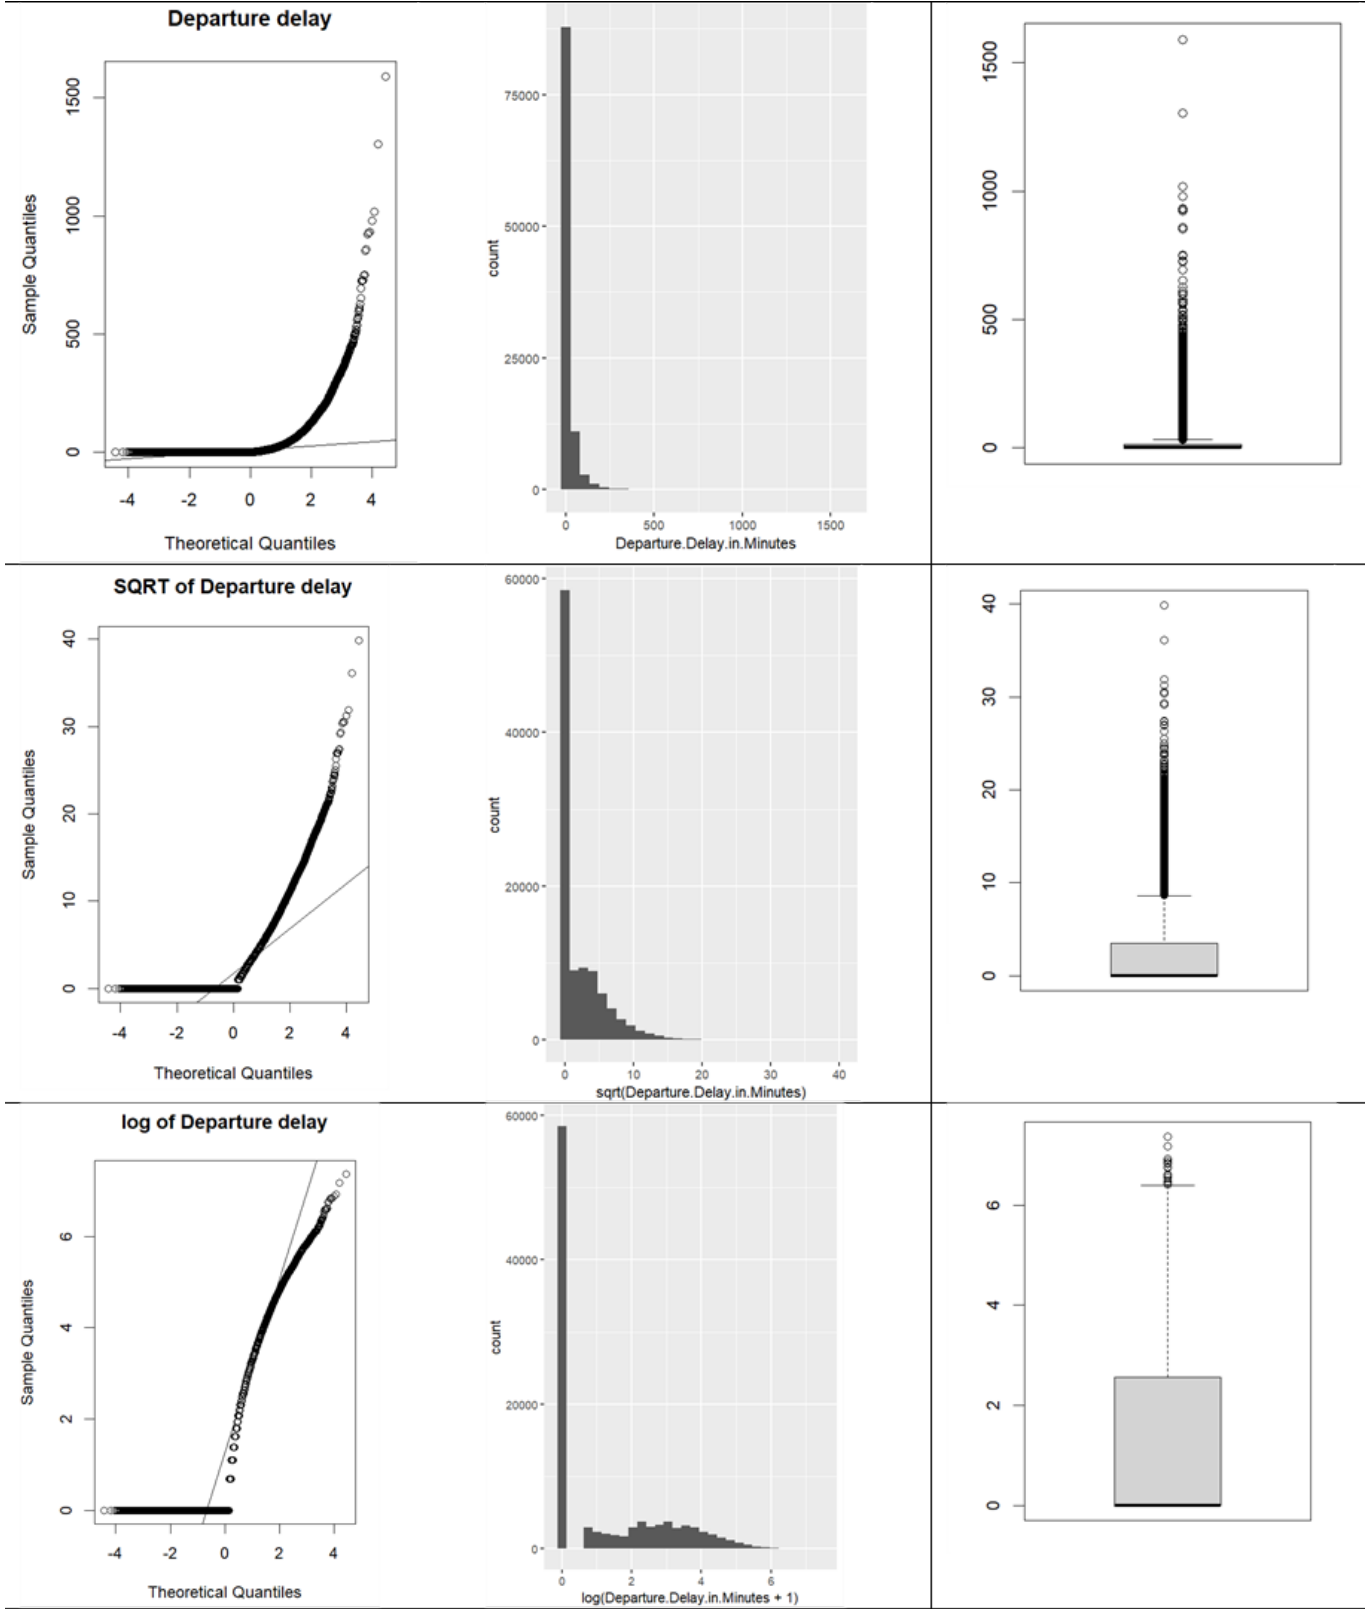 Departure delay
1500
1000
500
0
Sample Quantiles
-4 -2 0 2 4
Theoretical Quantiles
75000
50000
25000
0
count
0 500 1000 1500
Departure.Delay.in.Minutes
1500
1000
500
0
SQRT of Departure delay
40
30
20
10
0
Sample Quantiles
-4 -2 0 2 4
Theoretical Quantiles
60000
40000
20000
0
count
0 10 20 30 40
sqrt(Departure.Delay.in.Minutes)
40
30
20
10
0
log of Departure delay
6
4
2
0
Sample Quantiles
-4 -2 0 2 4
Theoretical Quantiles
60000
40000
20000
0
count
0 2 4 6
log(Departure.Delay.in.Minutes + 1)
6
4
2
0